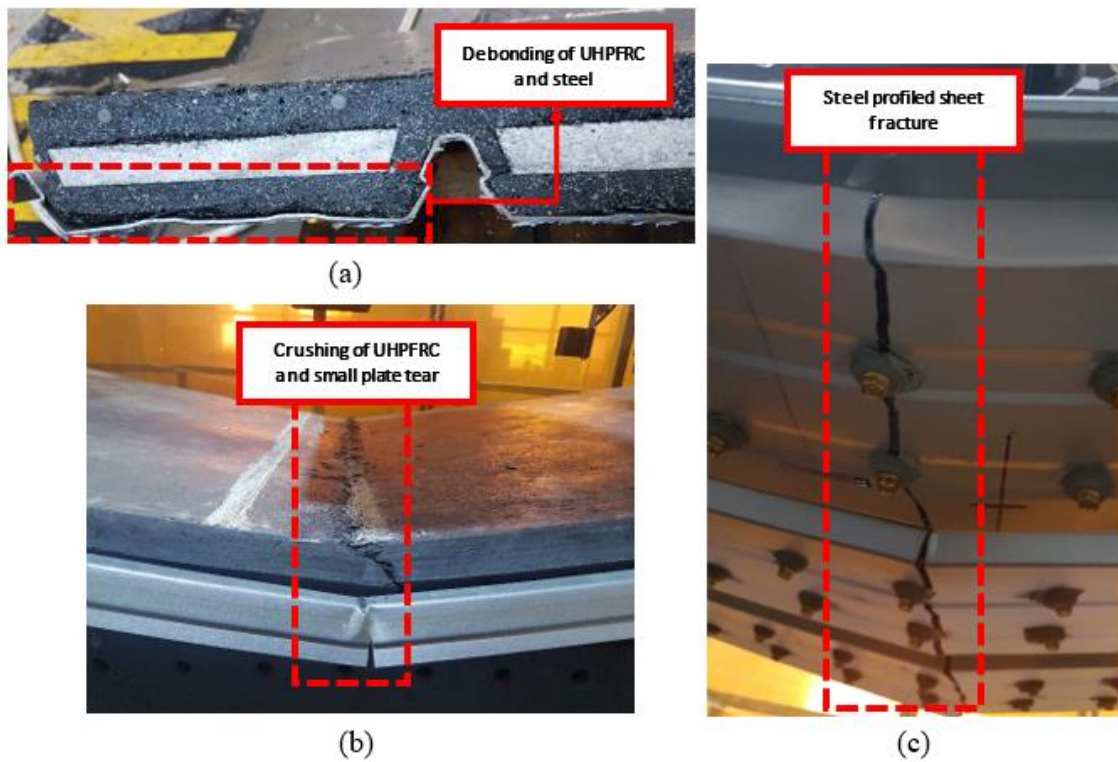 Debonding of UHPFRC
and steel
(a)
Crushing of UHPFRC
and small plate tear
(b)
Steel profiled sheet
fracture
(c)